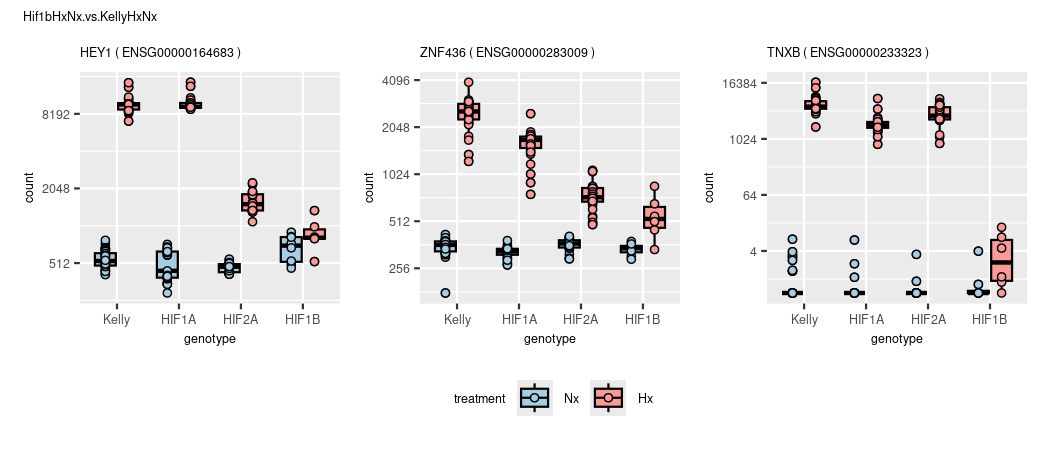 Hif1bHxNx.vs.KellyHxNx
HEY1 ( ENSG00000164683 )
count
8192
2048
512
Kelly HIF1A HIF2A HIF1B
genotype
ZNF436 ( ENSG00000283009 )
count
4096
2048
1024
512
256
Kelly HIF1A HIF2A HIF1B
genotype
TNXB ( ENSG00000233323 )
count
16384
1024
64
4
Kelly HIF1A HIF2A HIF1B
genotype
treatment Nx Hx